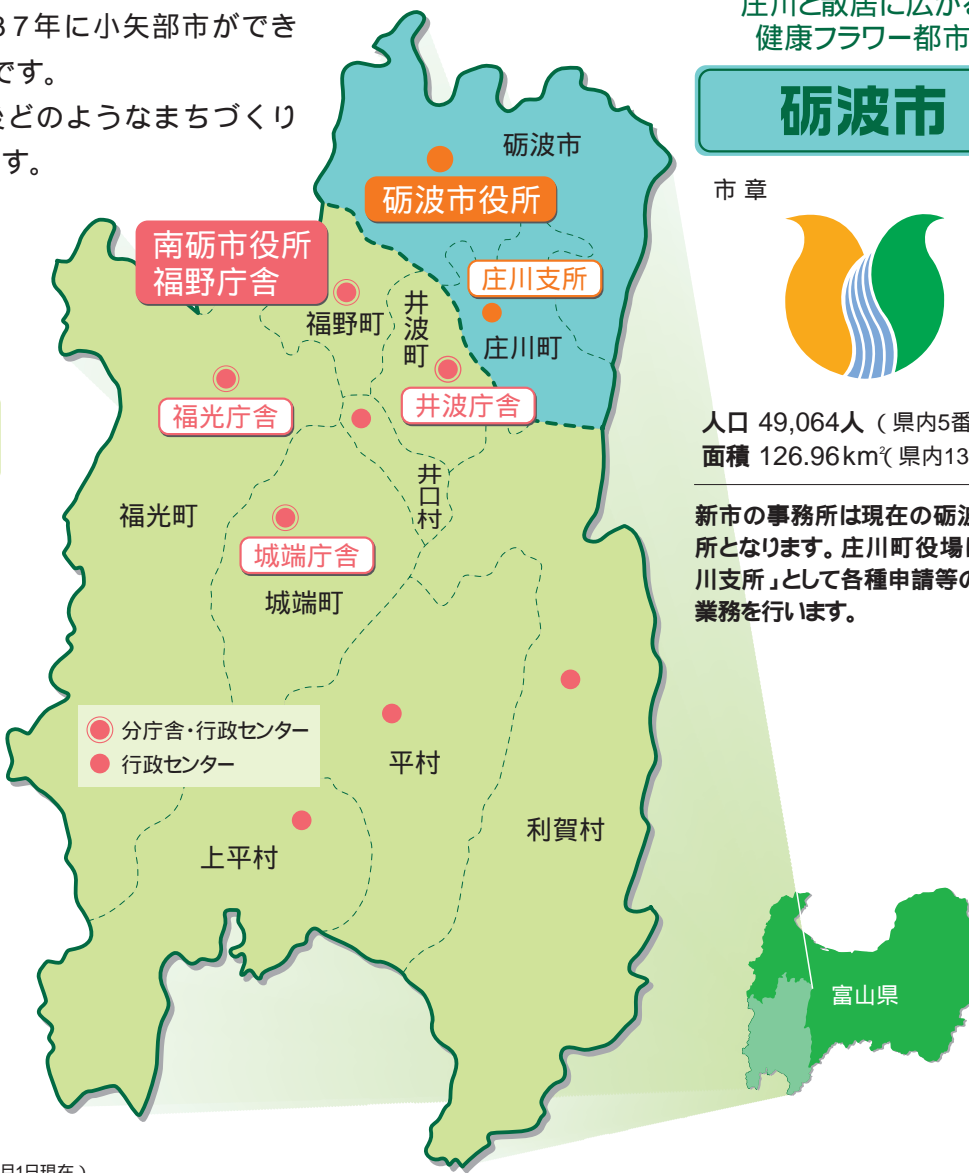 37年に小矢部市ができ
です。
後どのようなまちづくり
す。
庄川と散居に広がる
健康フラワー都市
砺波市
市章
人口 49,064人（県内5番
面積 126.96km²（県内13
新市の事務所は現在の砺波
所となります。庄川町役場
川支所」として各種申請等の
業務を行います。
砺波市
砺波市役所
南砺市役所
福野庁舎
庄川支所
福野町
井波町
庄川町
福光庁舎
井波庁舎
井口村
福光町
城端庁舎
城端町
分庁舎・行政センター
行政センター
平村
利賀村
上平村
富山県
月1日現在）